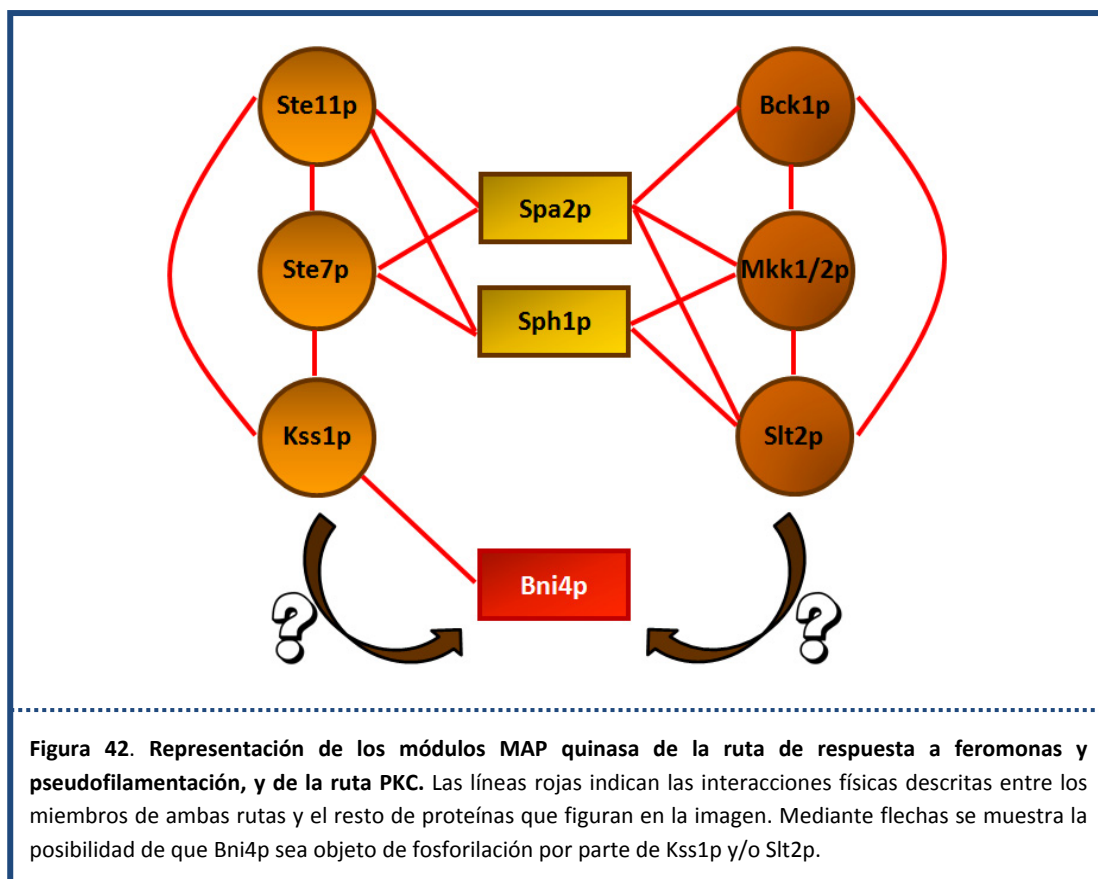 Ste11p
Bck1p
Spa2p
Ste7p
Mkk1/2p
Sph1p
Kss1p
Slt2p
Bni4p
?
?
Figura 42. Representación de los módulos MAP quinasa de la ruta de respuesta a feromonas y
pseudofilamentación, y de la ruta PKC. Las líneas rojas indican las interacciones físicas descritas entre los
miembros de ambas rutas y el resto de proteínas que figuran en la imagen. Mediante flechas se muestra la
posibilidad de que Bni4p sea objeto de fosforilación por parte de Kss1p y/o Slt2p.